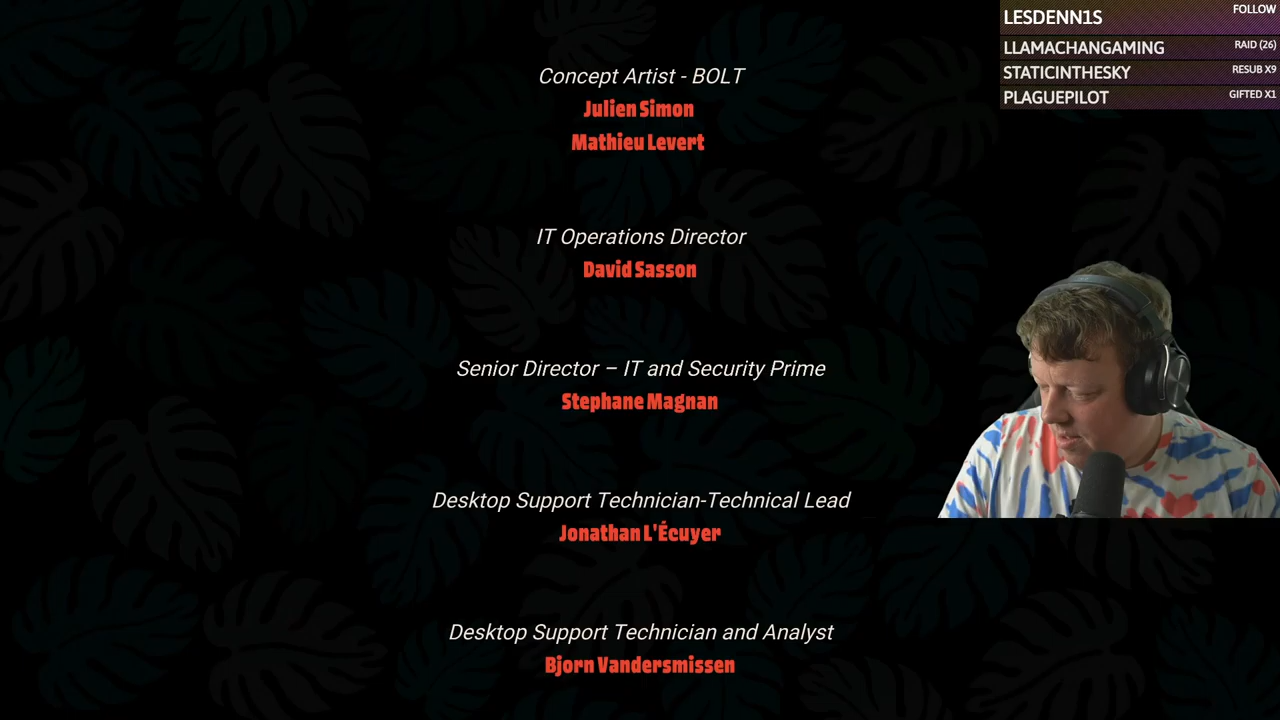 Concept Artist - BOLT
Julien Simon
Mathieu Levert
IT Operations Director
David Sasson
Senior Director – IT and Security Prime
Stephane Magnan
Desktop Support Technician-Technical Lead
Jonathan L'Écuyer
Desktop Support Technician and Analyst
Bjorn Vandersmissen
LESDENN1S FOLLOW
LLAMACHANGAMING RAID (26)
STATICINTHESKY RESUB X9
PLAGUEPILOT GIFTED X1